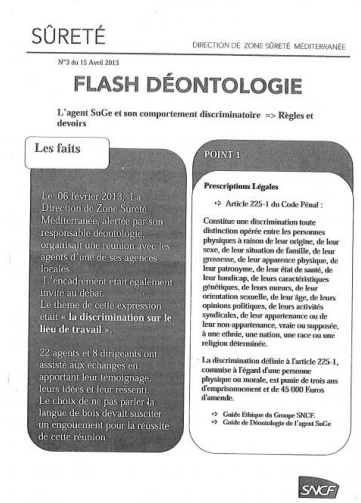 SÛRETÉ
DIRECTION DE ZONE SÛRETÉ MÉDITERRANÉE
N°3 du 15 Avril 2013
FLASH DÉONTOLOGIE
L'agent SuGe et son comportement discriminatoire => Règles et
devoirs
Les faits
Le 06 février 2013, La
Direction de Zone Sûreté
Méditerranée, alertée par son
responsable déontologie,
organisait une réunion avec les
agents d'une de ses agences
locales.
L'encadrement était également
invité au débat.
Le thème de cette expression
était « la discrimination sur le
lieu de travail ».
22 agents et 8 dirigeants ont
assisté aux échanges en
apportant leur témoignage,
leurs idées et leur ressenti.
Le choix de ne pas parler la
langue de bois devait susciter
un engouement pour la réussite
de cette réunion.
POINT 1
Prescriptions Légales
⇨ Article 225-1 du Code Pénal :
Constitue une discrimination toute
distinction opérée entre les personnes
physiques à raison de leur origine, de leur
sexe, de leur situation de famille, de leur
grossesse, de leur apparence physique, de
leur patronyme, de leur état de santé, de
leur handicap, de leurs caractéristiques
génétiques, de leurs mœurs, de leur
orientation sexuelle, de leur âge, de leurs
opinions politiques, de leurs activités
syndicales, de leur appartenance ou de
leur non-appartenance, vraie ou supposée,
à une ethnie, une nation, une race ou une
religion déterminée.
La discrimination définie à l'article 225-1,
commise à l'égard d'une personne
physique ou morale, est punie de trois ans
d'emprisonnement et de 45 000 Euros
d'amende.
⇨ Guide Ethique du Groupe SNCF.
⇨ Guide de Déontologie de l'agent SuGe
SNCF